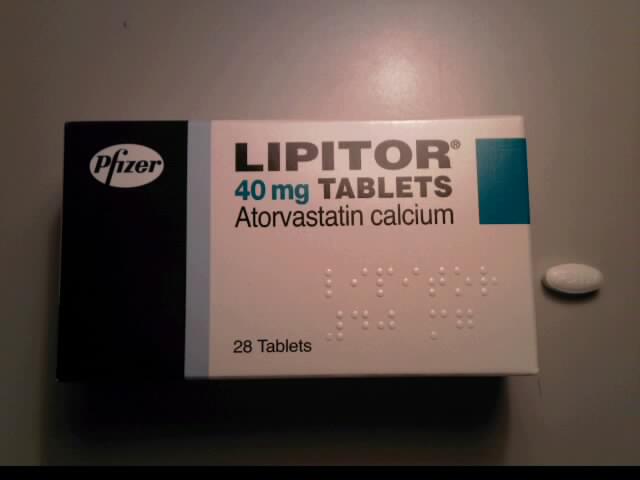 Pfizer
LIPITOR®
40 mg TABLETS
Atorvastatin calcium
28 Tablets